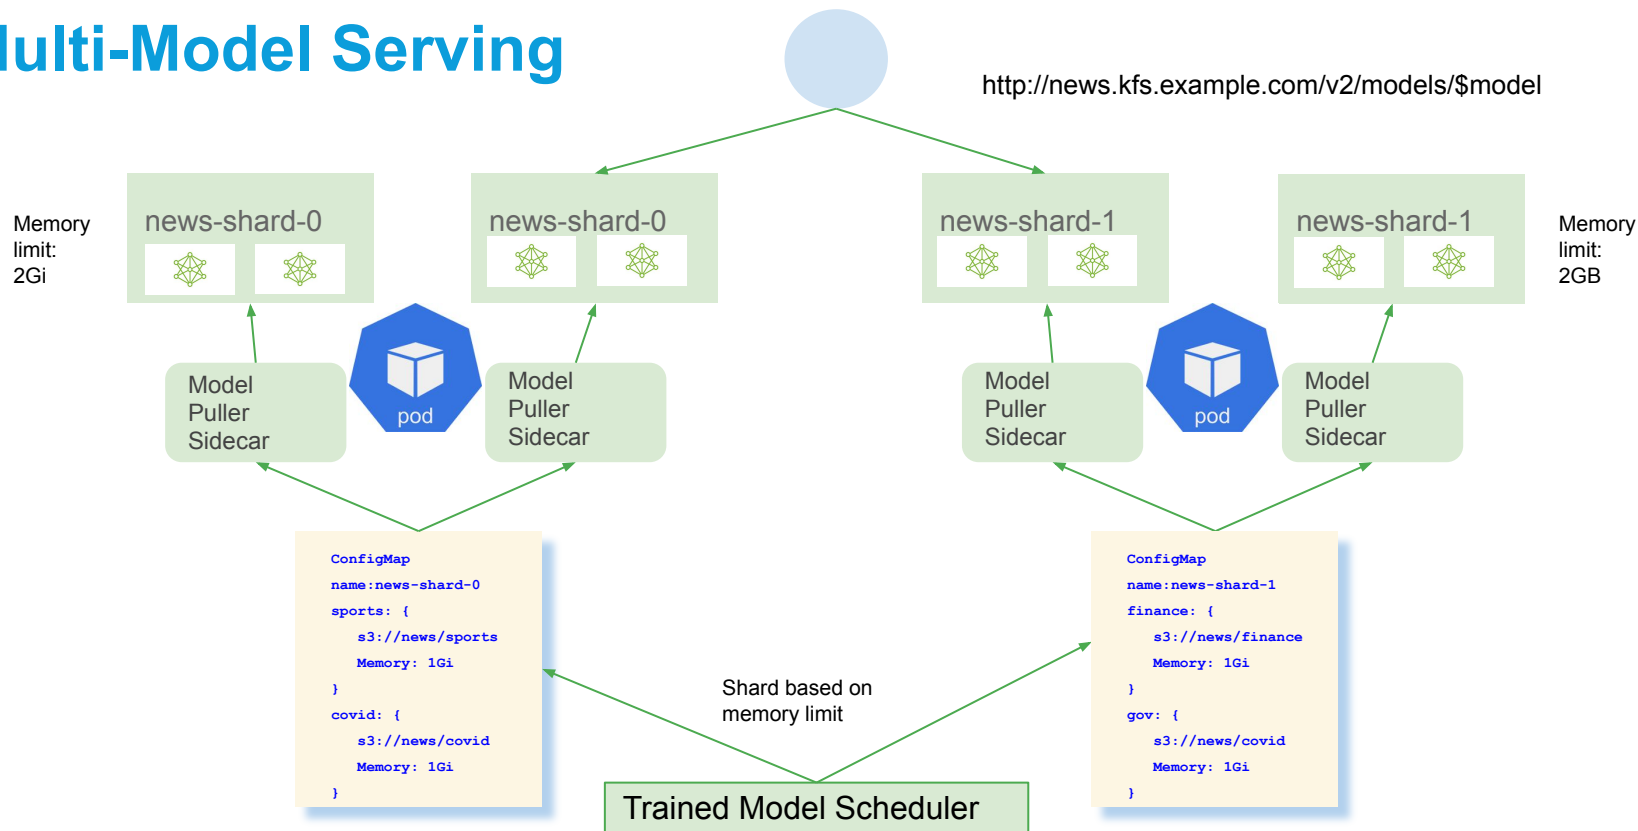 Multi-Model Serving
http://news.kfs.example.com/v2/models/$model
Memory
limit:
2Gi
news-shard-0
news-shard-0
news-shard-1
news-shard-1
Memory
limit:
2GB
Model
Puller
Sidecar
pod
Model
Puller
Sidecar
Model
Puller
Sidecar
pod
Model
Puller
Sidecar
ConfigMap
name:news-shard-0
sports: {
s3://news/sports
Memory: 1Gi
}
covid: {
s3://news/covid
Memory: 1Gi
}
Shard based on
memory limit
ConfigMap
name:news-shard-1
finance: {
s3://news/finance
Memory: 1Gi
}
gov: {
s3://news/covid
Memory: 1Gi
}
Trained Model Scheduler